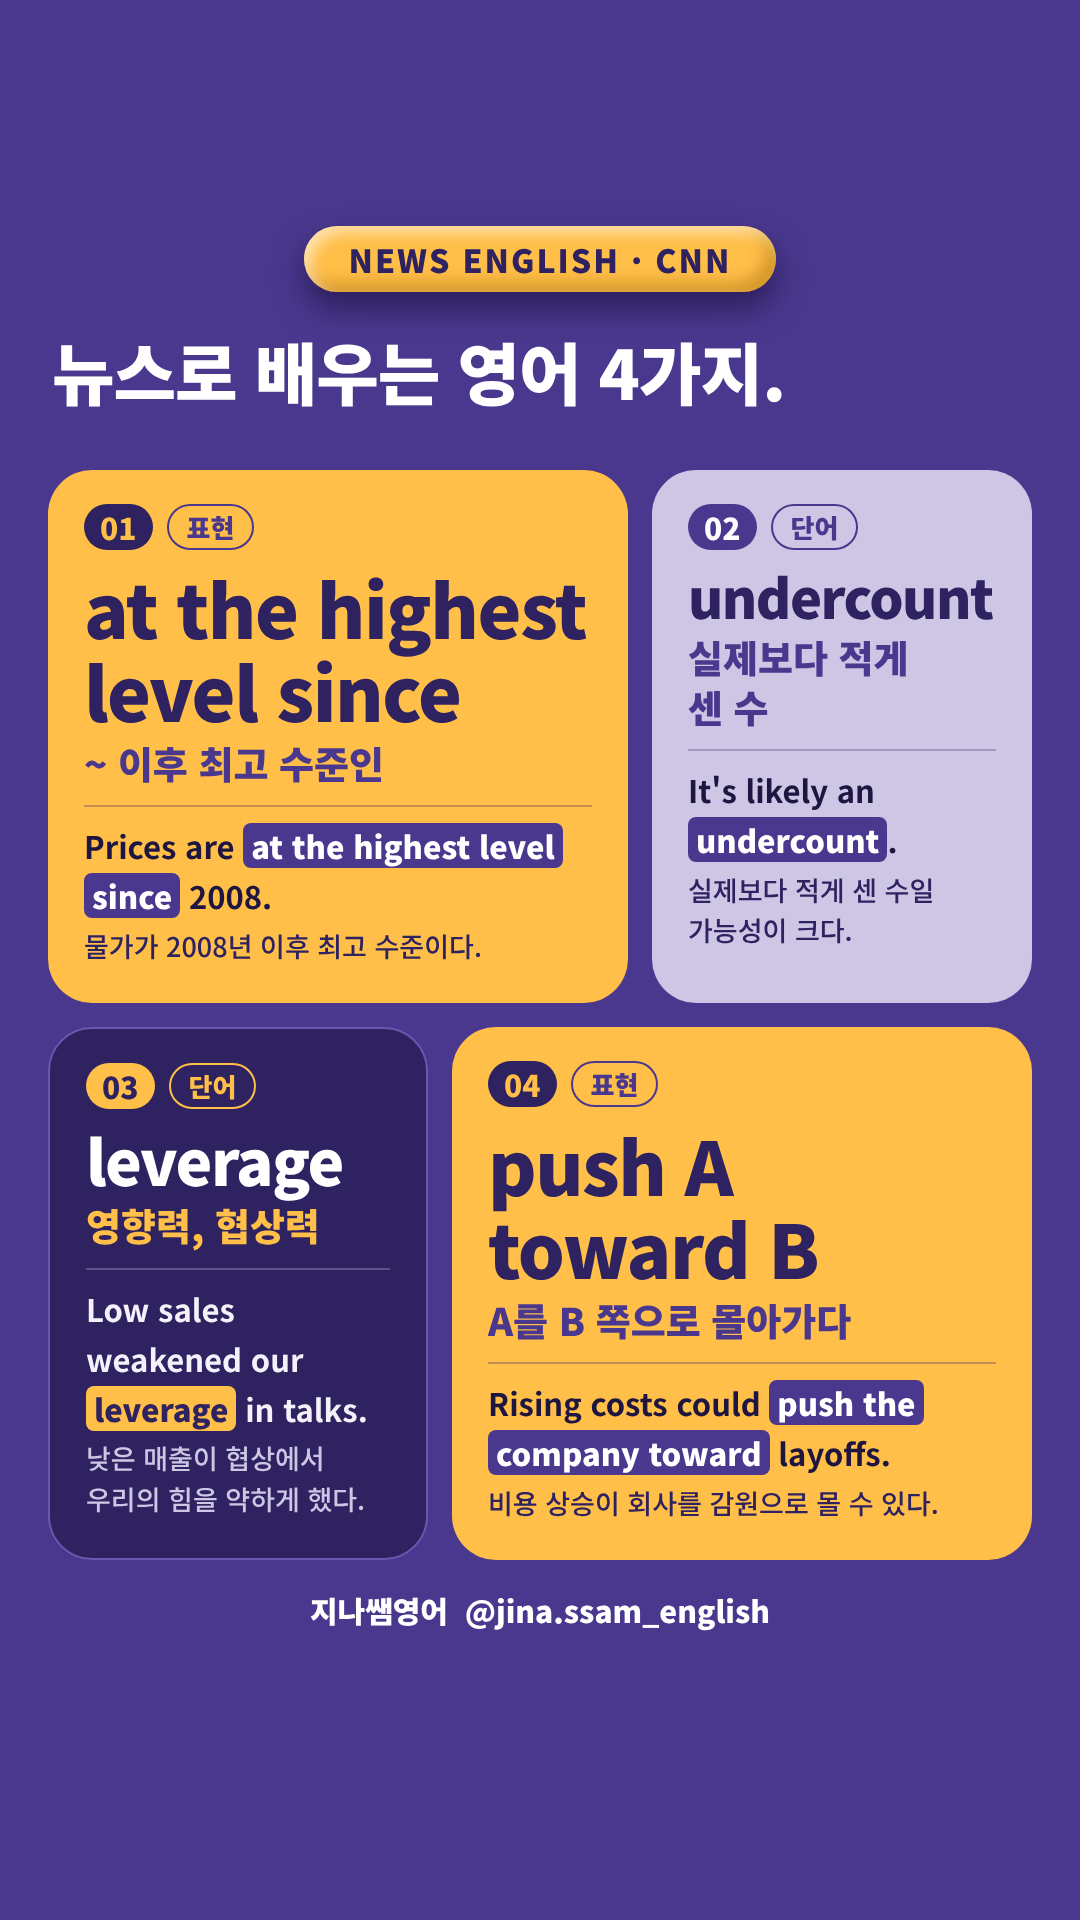 NEWS ENGLISH · CNN
뉴스로 배우는 영어 4가지.
01 표현
at the highest
level since
~ 이후 최고 수준인
Prices are at the highest level
since 2008.
물가가 2008년 이후 최고 수준이다.
02 단어
undercount
실제보다 적게
센 수
It's likely an
undercount.
실제보다 적게 센 수일
가능성이 크다.
03 단어
leverage
영향력, 협상력
Low sales
weakened our
leverage in talks.
낮은 매출이 협상에서
우리의 힘을 약하게 했다.
04 표현
push A
toward B
A를 B 쪽으로 몰아가다
Rising costs could push the
company toward layoffs.
비용 상승이 회사를 감원으로 몰 수 있다.
지나쌤영어 @jina.ssam_english